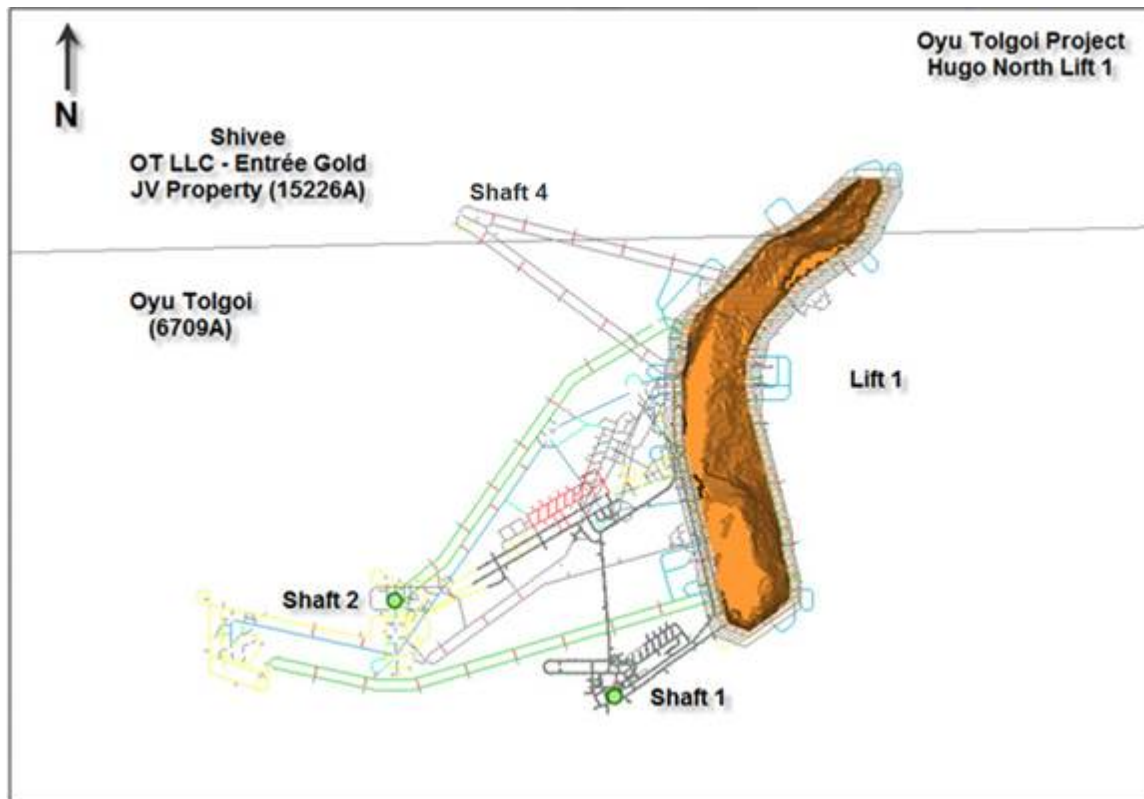 Oyu Tolgoi Project
Hugo North Lift 1
N
Shivee
OT LLC - Entrée Gold
JV Property (15226A)
Shaft 4
Oyu Tolgoi
(6709A)
Lift 1
Shaft 2
Shaft 1